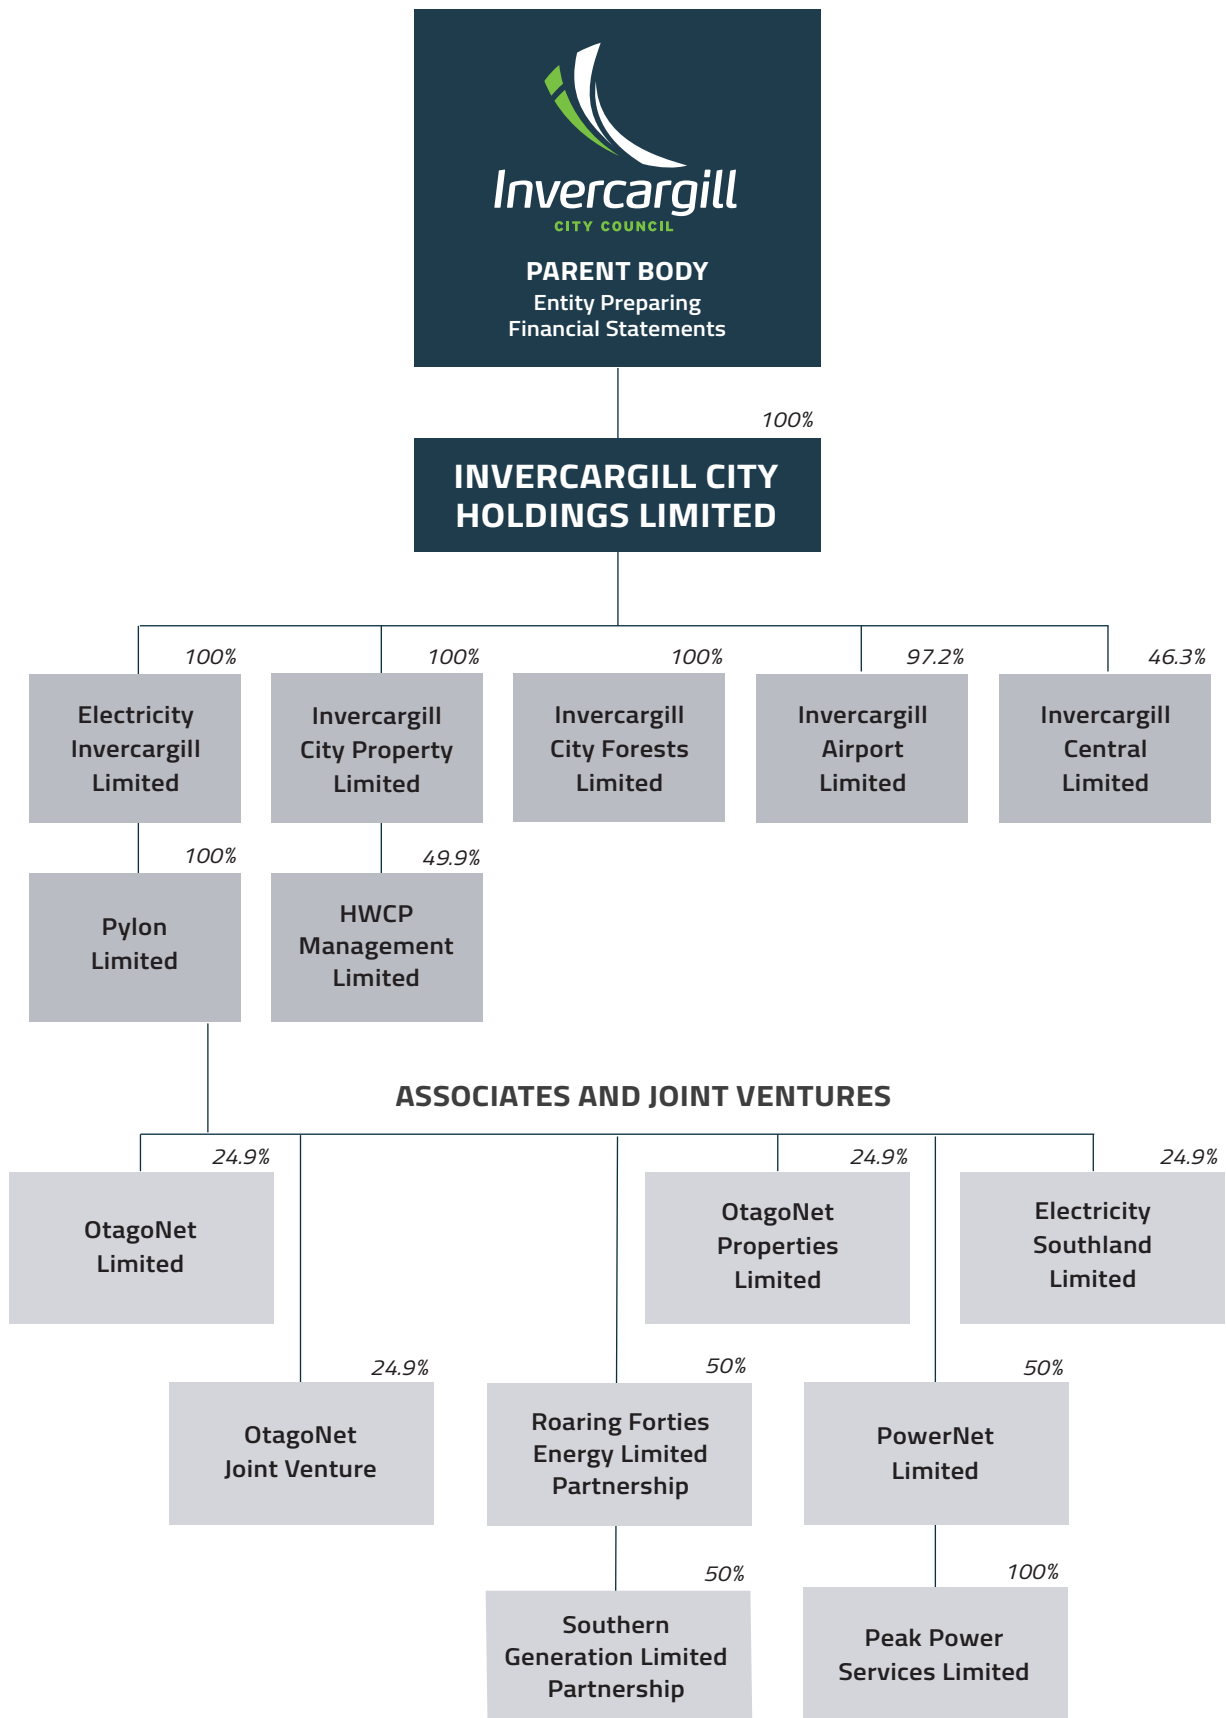 Invercargill
CITY COUNCIL
PARENT BODY
Entity Preparing
Financial Statements
100%
INVERCARGILL CITY
HOLDINGS LIMITED
100%
Electricity
Invercargill
Limited
100%
Invercargill
City Property
Limited
100%
Invercargill
City Forests
Limited
97.2%
Invercargill
Airport
Limited
46.3%
Invercargill
Central
Limited
100%
Pylon
Limited
49.9%
HWCP
Management
Limited
ASSOCIATES AND JOINT VENTURES
24.9%
OtagoNet
Limited
24.9%
OtagoNet
Properties
Limited
24.9%
Electricity
Southland
Limited
24.9%
OtagoNet
Joint Venture
50%
Roaring Forties
Energy Limited
Partnership
50%
PowerNet
Limited
50%
Southern
Generation Limited
Partnership
100%
Peak Power
Services Limited